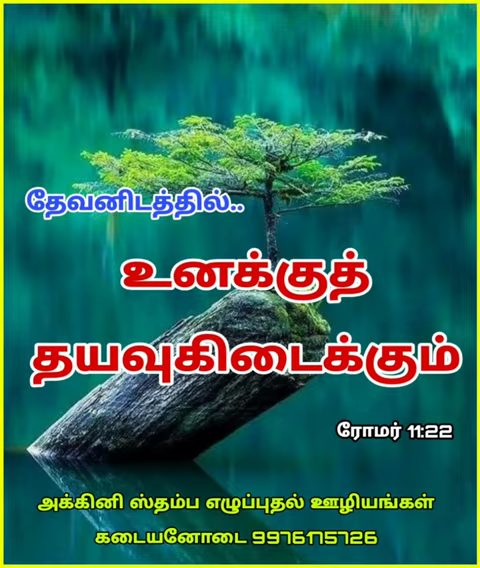 தேவனிடத்தில்..
உனக்குத்
தயவுகிடைக்கும்
ரோமர் 11:22
அக்கினி ஸ்தம்ப எழுப்புதல் ஊழியங்கள்
கடையனோடை 9976175726